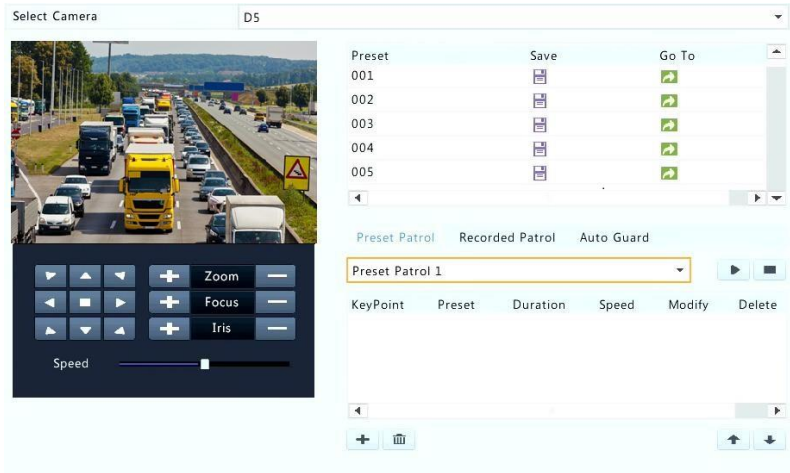 Select Camera D5
Preset Save Go To
001
002
003
004
005
Zoom
Focus
Iris
Speed
Preset Patrol Recorded Patrol Auto Guard
Preset Patrol 1
KeyPoint Preset Duration Speed Modify Delete